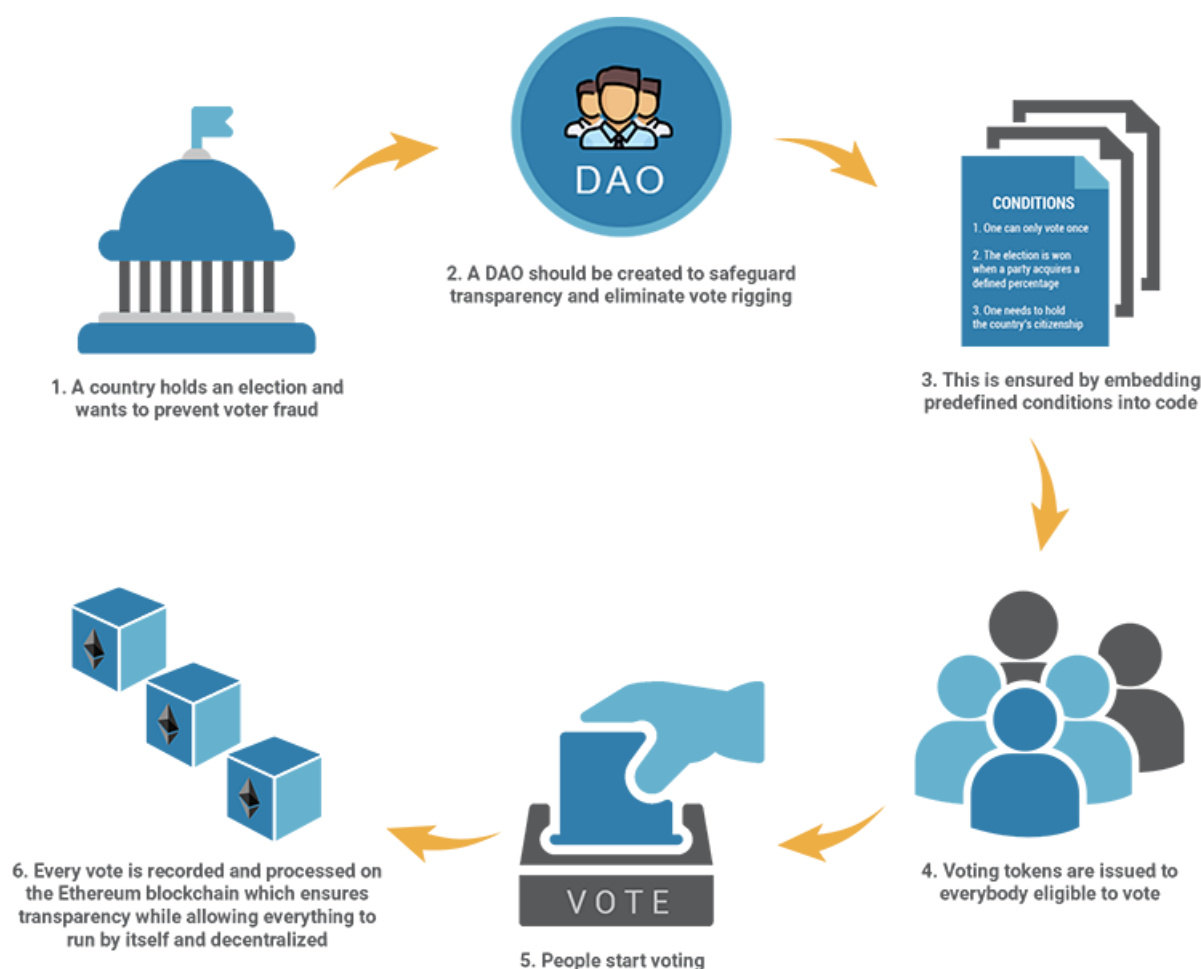 DAO
1. A country holds an election and
wants to prevent voter fraud
2. A DAO should be created to safeguard
transparency and eliminate vote rigging
CONDITIONS
1. One can only vote once
2. The election is won
when a party acquires a
defined percentage
3. One needs to hold
the country's citizenship
3. This is ensured by embedding
predefined conditions into code
4. Voting tokens are issued to
everybody eligible to vote
VOTE
5. People start voting
6. Every vote is recorded and processed on
the Ethereum blockchain which ensures
transparency while allowing everything to
run by itself and decentralized